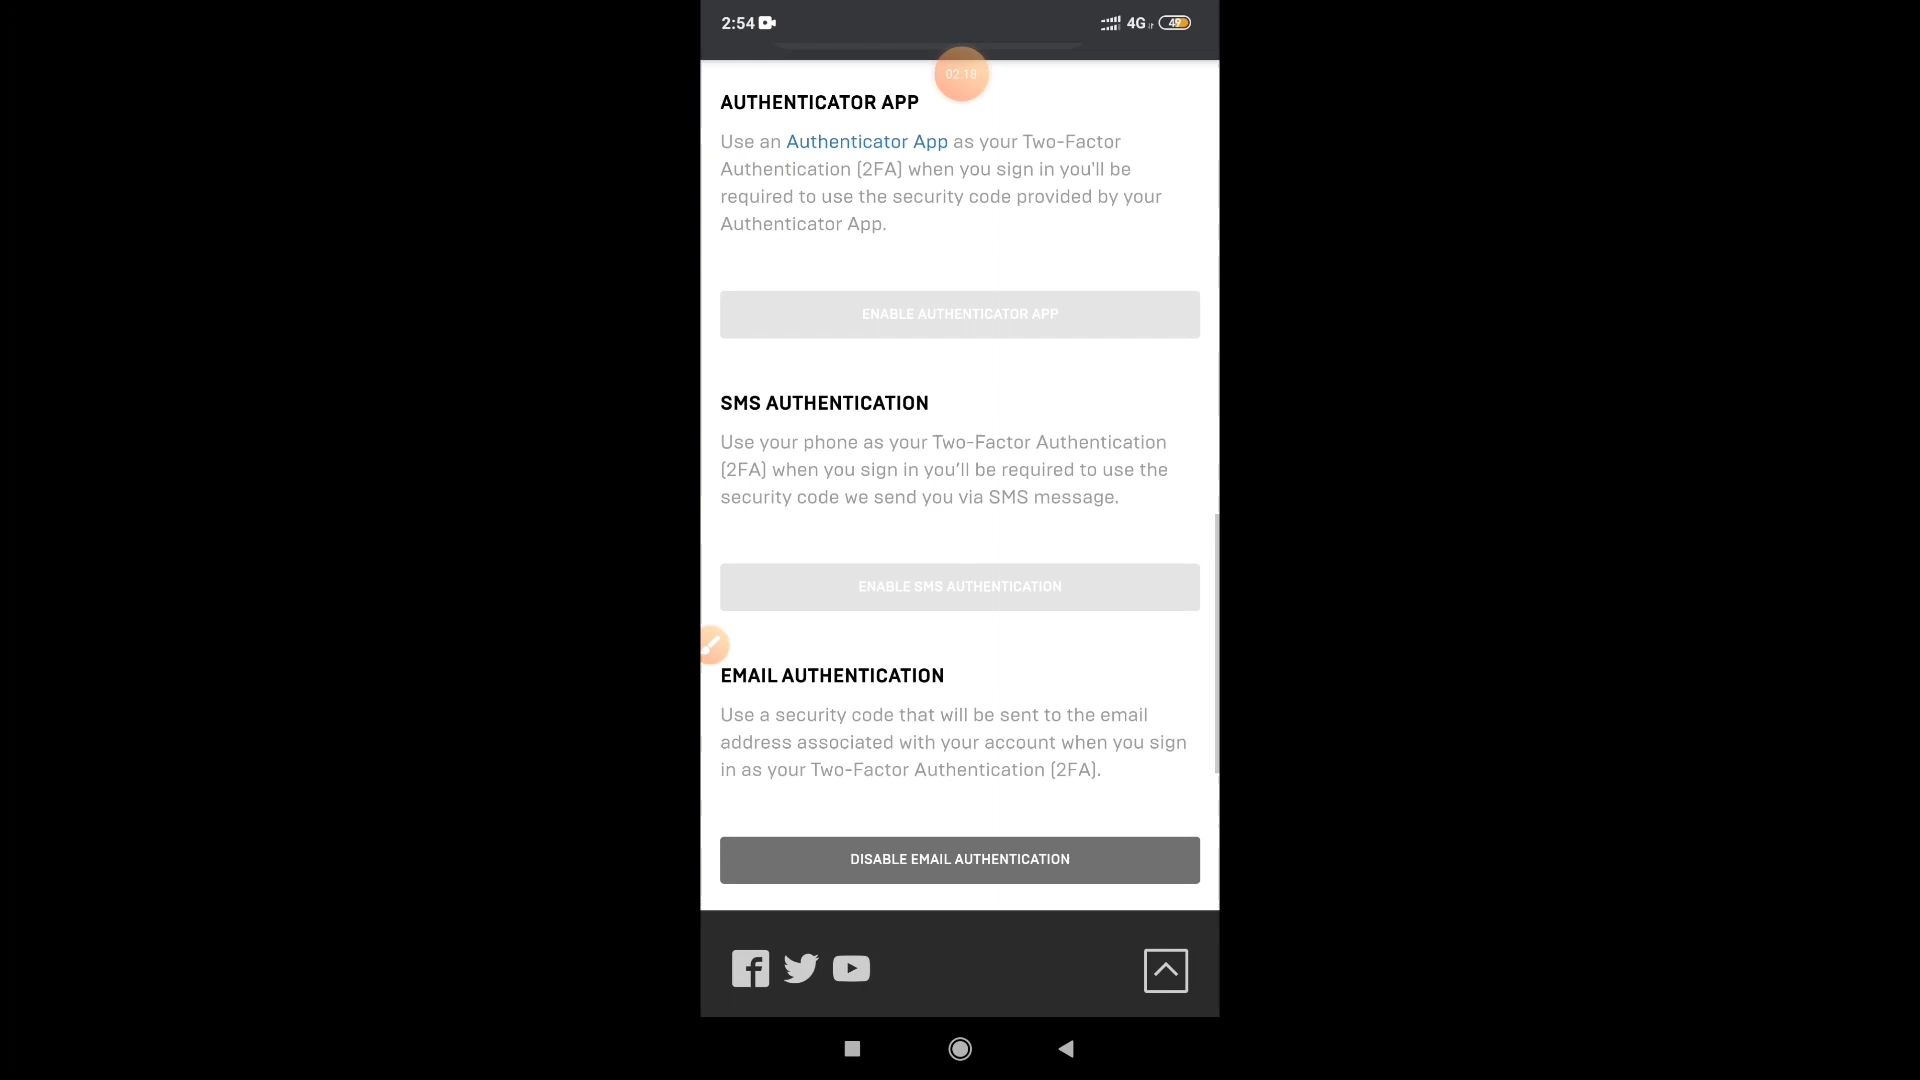 2:54 4G 49
02:18
AUTHENTICATOR APP
Use an Authenticator App as your Two-Factor
Authentication (2FA) when you sign in you'll be
required to use the security code provided by your
Authenticator App.
ENABLE AUTHENTICATOR APP
SMS AUTHENTICATION
Use your phone as your Two-Factor Authentication
(2FA) when you sign in you’ll be required to use the
security code we send you via SMS message.
ENABLE SMS AUTHENTICATION
EMAIL AUTHENTICATION
Use a security code that will be sent to the email
address associated with your account when you sign
in as your Two-Factor Authentication (2FA).
DISABLE EMAIL AUTHENTICATION